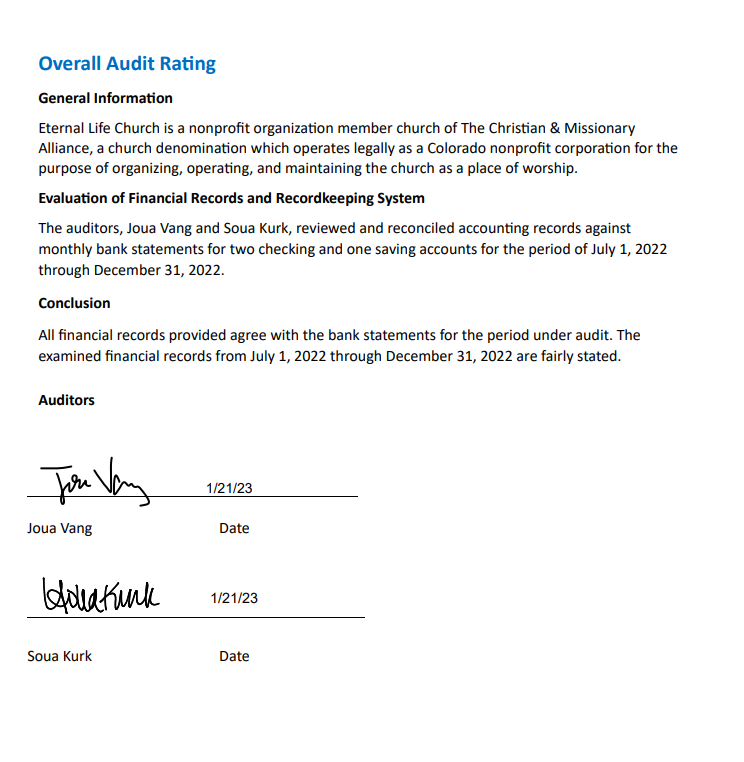 Overall Audit Rating
General Information
Eternal Life Church is a nonprofit organization member church of The Christian & Missionary
Alliance, a church denomination which operates legally as a Colorado nonprofit corporation for the
purpose of organizing, operating, and maintaining the church as a place of worship.
Evaluation of Financial Records and Recordkeeping System
The auditors, Joua Vang and Soua Kurk, reviewed and reconciled accounting records against
monthly bank statements for two checking and one saving accounts for the period of July 1, 2022
through December 31, 2022.
Conclusion
All financial records provided agree with the bank statements for the period under audit. The
examined financial records from July 1, 2022 through December 31, 2022 are fairly stated.
Auditors
Joua Vang 1/21/23
Joua Vang Date
Soua Kurk 1/21/23
Soua Kurk Date